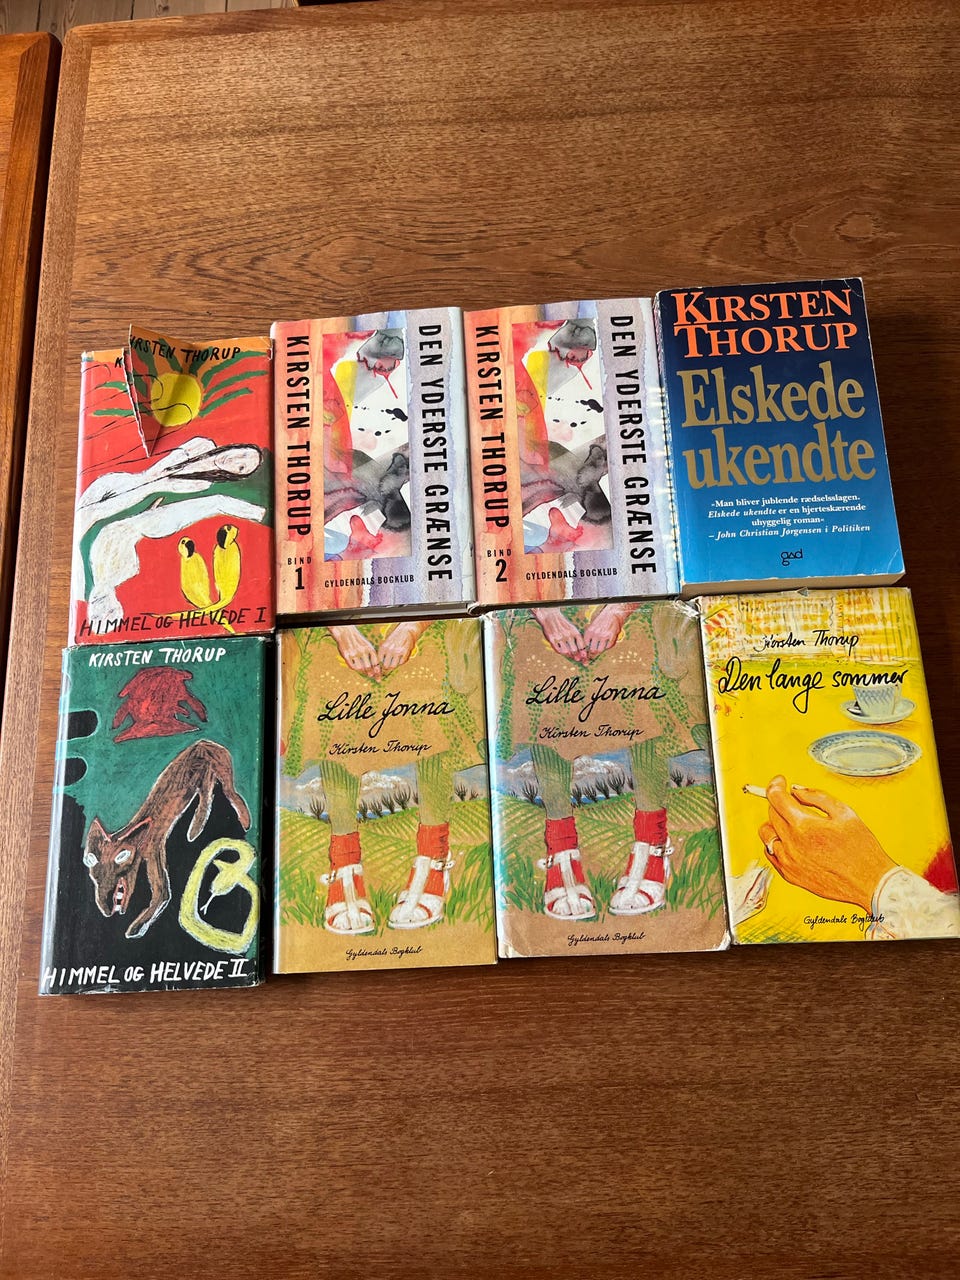 KIRSTEN THORUP
HIMMEL OG HELVEDE I
KIRSTEN THORUP
DEN YDERSTE GRÆNSE
BIND
1
GYLDENDALS BOGKLUB
KIRSTEN THORUP
DEN YDERSTE GRÆNSE
BIND
2
GYLDENDALS BOGKLUB
KIRSTEN
THORUP
Elskede
ukendte
»Man bliver jublende rædselsslagen.
Elskede ukendte er en hjerteskærende
uhyggelig roman«
– John Christian Jørgensen i Politiken
gad
KIRSTEN THORUP
HIMMEL OG HELVEDE II
Lille Jonna
Kirsten Thorup
Gyldendals Bogklub
Lille Jonna
Kirsten Thorup
Gyldendals Bogklub
Kirsten Thorup
Den lange sommer
Gyldendals Bogklub